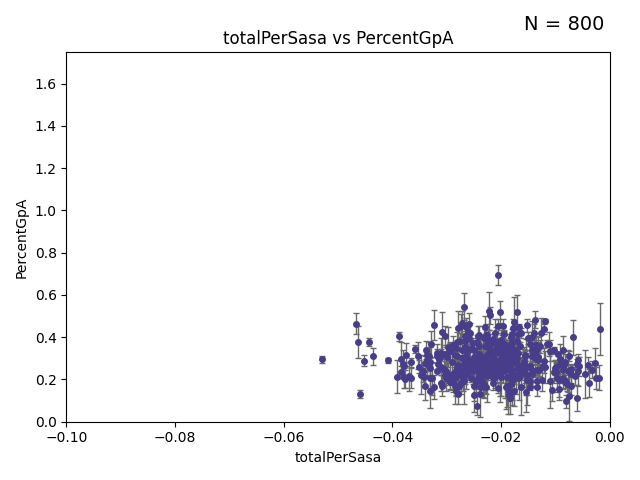 N = 800
totalPerSasa vs PercentGpA
PercentGpA
1.6
1.4
1.2
1.0
0.8
0.6
0.4
0.2
0.0
−0.10 −0.08 −0.06 −0.04 −0.02 0.00
totalPerSasa